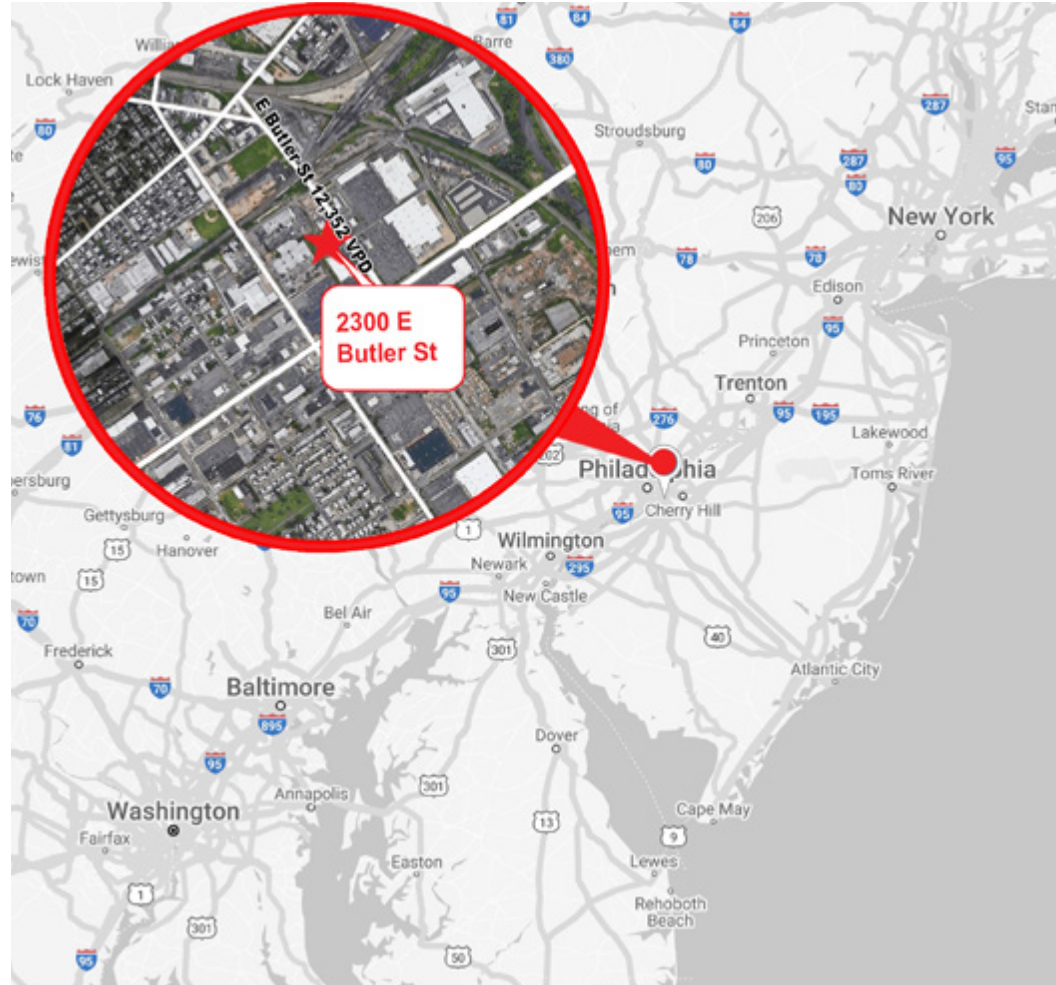 81
84
84
Barre
380
Lock Haven
80
287
Stroudsburg
80
287
95
80
New York
206
78
78
Edison
95
Princeton
Trenton
276
95
195
Lakewood
Toms River
202
Philadelphia
Cherry Hill
95
E Butler St 12,352 VPD
2300 E
Butler St
76
81
Gettysburg
15
Hanover
15
1
Wilmington
Newark
295
New Castle
95
70
Bel Air
301
40
Frederick
70
Baltimore
895
Atlantic City
95
Dover
Washington
Annapolis
301
Fairfax
13
Cape May
9
Easton
Lewes
1
Rehoboth
Beach
301
50
95